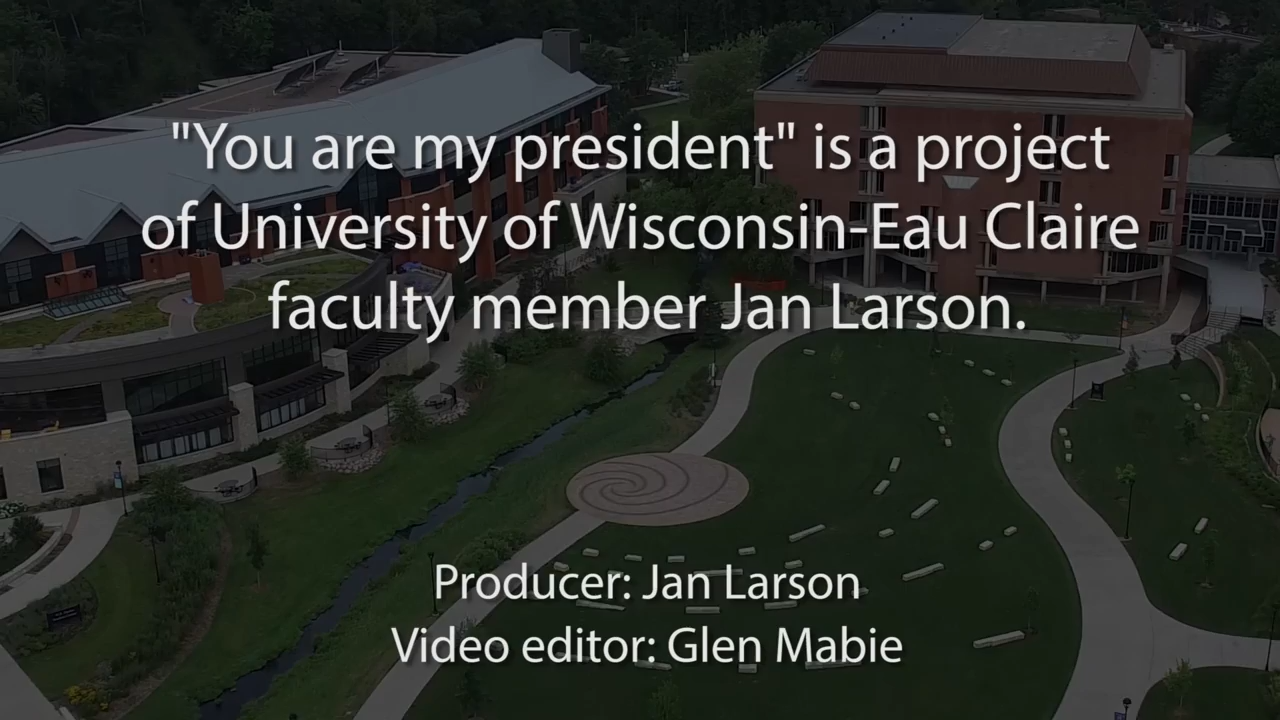 "You are my president" is a project
of University of Wisconsin-Eau Claire
faculty member Jan Larson.
Producer: Jan Larson
Video editor: Glen Mabie